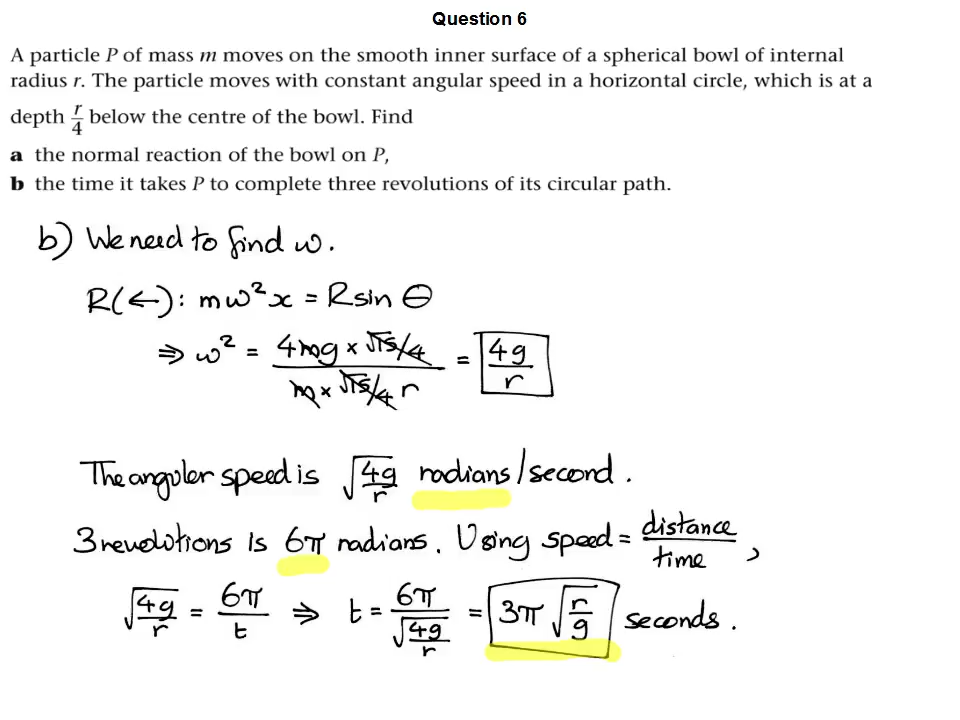 Question 6
A particle P of mass m moves on the smooth inner surface of a spherical bowl of internal
radius r. The particle moves with constant angular speed in a horizontal circle, which is at a
depth r/4 below the centre of the bowl. Find
a the normal reaction of the bowl on P,
b the time it takes P to complete three revolutions of its circular path.
b) We need to find ω.
R(←): mω²x = R sin θ
⇒ ω² = (4mg × √15/4)/(m × √15/4 r) = 4g/r
The angular speed is √(4g/r) radians/second.
3 revolutions is 6π radians. Using speed = distance/time,
√(4g/r) = 6π/t ⇒ t = 6π/√(4g/r) = 3π√(r/g) seconds.